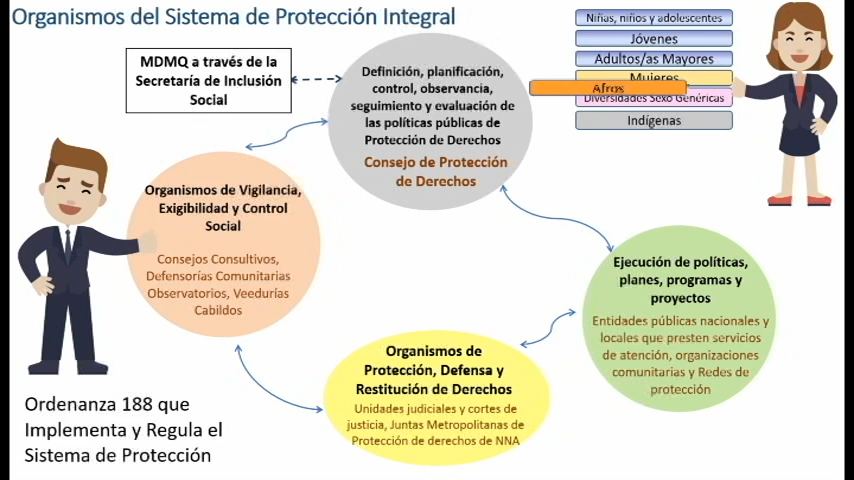 Organismos del Sistema de Protección Integral
MDMQ a través de la
Secretaría de Inclusión
Social
Definición, planificación,
control, observancia,
seguimiento y evaluación de
las políticas públicas de
Protección de Derechos
Consejo de Protección
de Derechos
Niñas, niños y adolescentes
Jóvenes
Adultos/as Mayores
Mujeres
Afros
Diversidades Sexo Genéricas
Indígenas
Organismos de Vigilancia,
Exigibilidad y Control
Social
Consejos Consultivos,
Defensorías Comunitarias
Observatorios, Veedurías
Cabildos
Ejecución de políticas,
planes, programas y
proyectos
Entidades públicas nacionales y
locales que presten servicios
de atención, organizaciones
comunitarias y Redes de
protección
Organismos de
Protección, Defensa y
Restitución de Derechos
Unidades judiciales y cortes de
justicia, Juntas Metropolitanas de
Protección de derechos de NNA
Ordenanza 188 que
Implementa y Regula el
Sistema de Protección